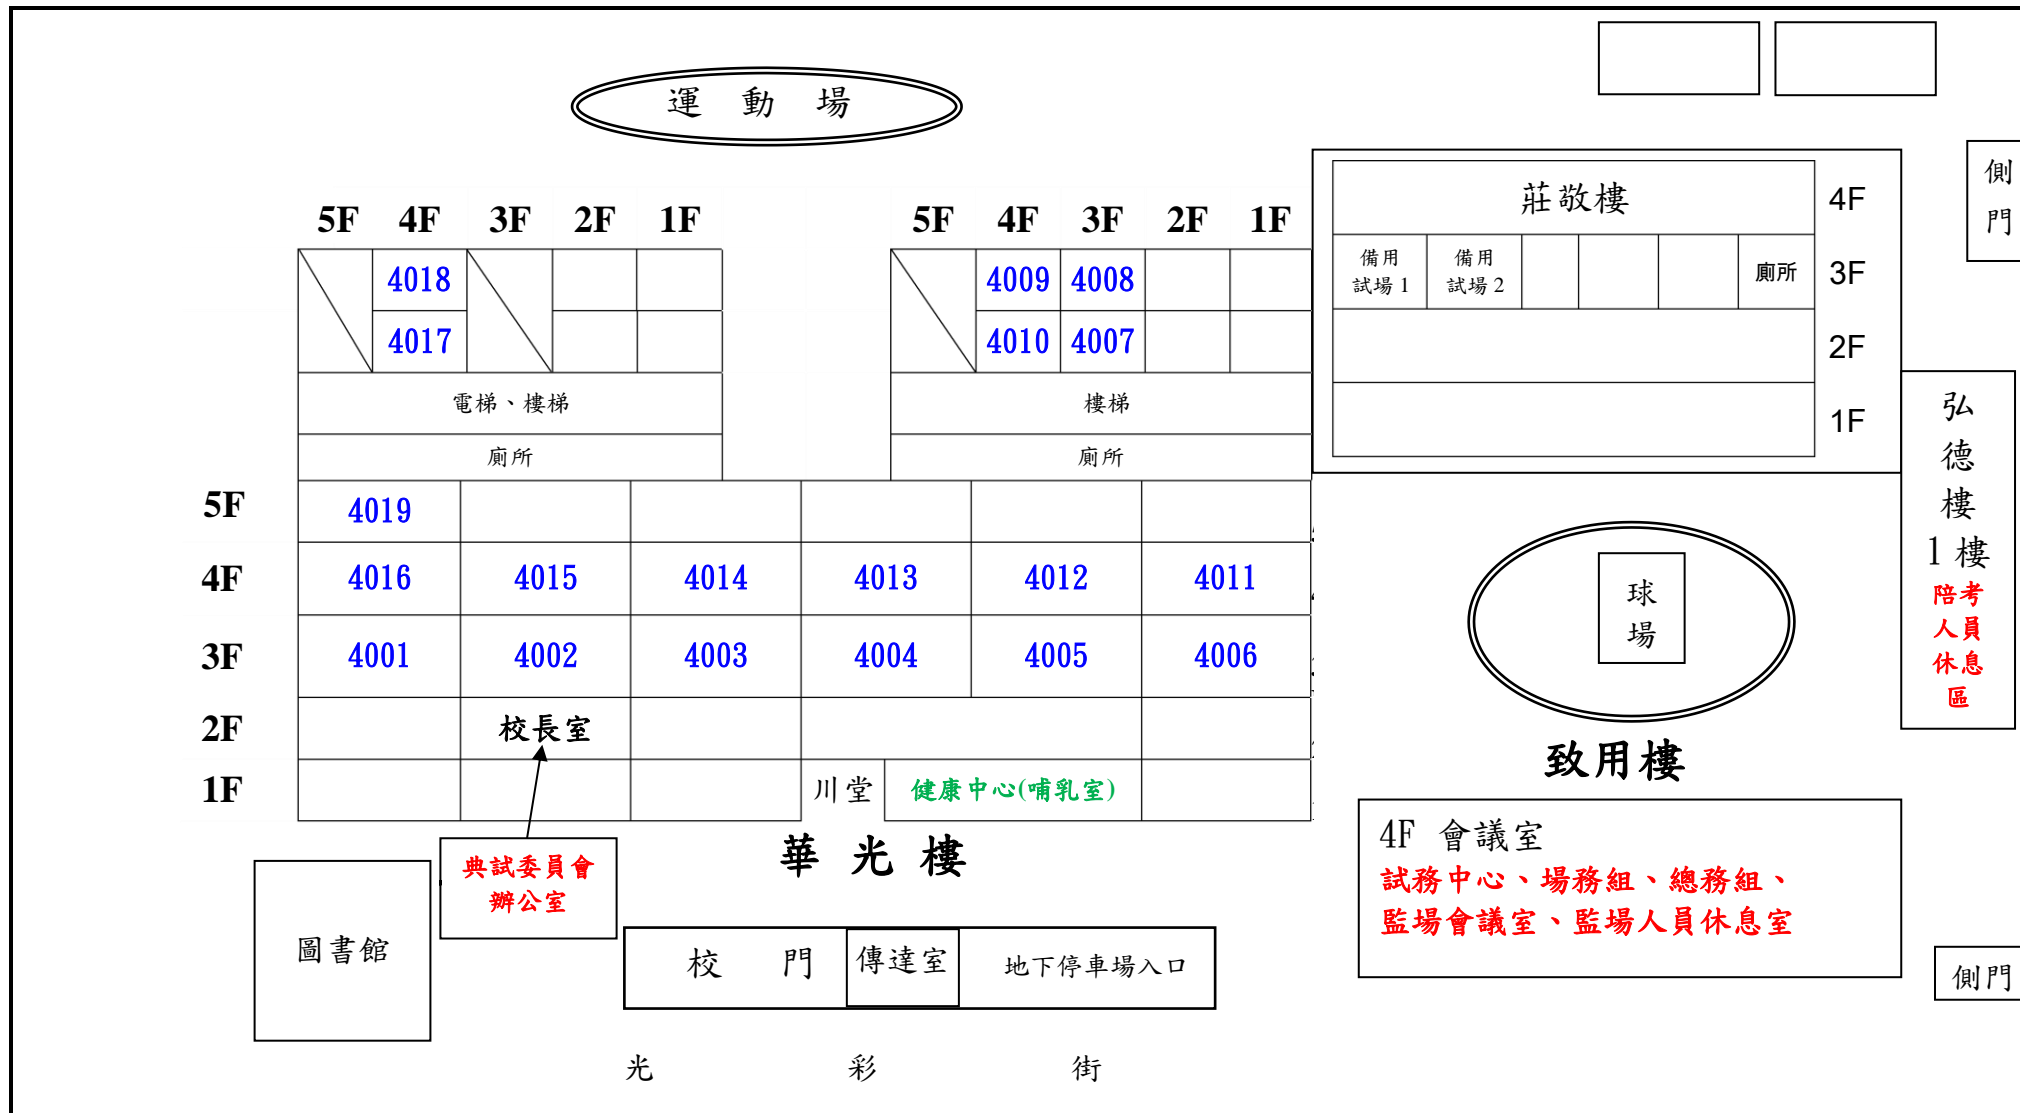 運 動 場
側
門
5F 4F 3F 2F 1F
5F 4F 3F 2F 1F
莊敬樓 4F
4018
4009 4008
備用
試場 1
備用
試場 2
廁所
3F
4017
4010 4007
2F
電梯、樓梯
樓梯
1F
廁所
廁所
弘
德
樓
1 樓
陪考
人員
休息
區
5F 4019
4F 4016 4015 4014 4013 4012 4011
3F 4001 4002 4003 4004 4005 4006
球
場
2F 校長室
致用樓
1F 川堂 健康中心(哺乳室)
華 光 樓
典試委員會
辦公室
4F 會議室
試務中心、場務組、總務組、
監場會議室、監場人員休息室
圖書館
校 門 傳達室 地下停車場入口
側門
光 彩 街